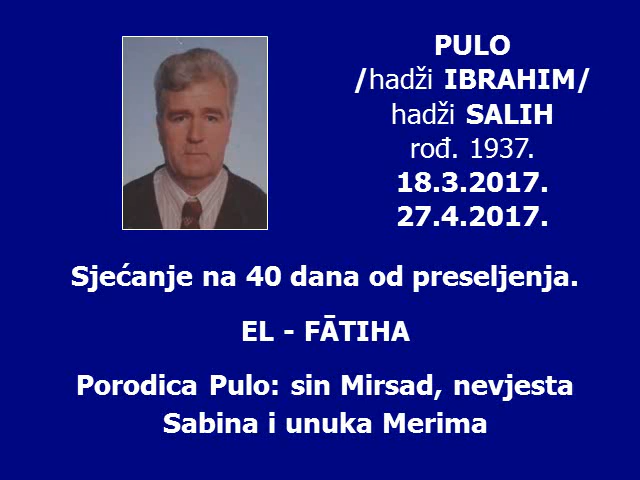 PULO
/hadži IBRAHIM/
hadži SALIH
rođ. 1937.
18.3.2017.
27.4.2017.
Sjećanje na 40 dana od preseljenja.
EL - FĀTIHA
Porodica Pulo: sin Mirsad, nevjesta
Sabina i unuka Merima